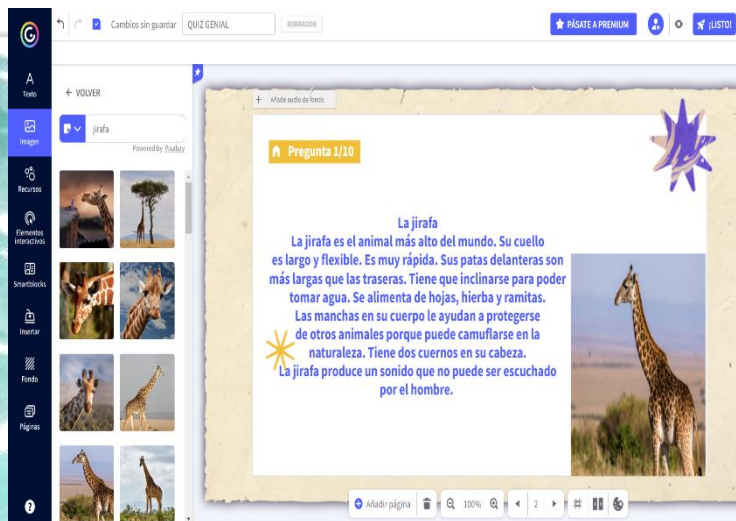 Cambios sin guardar
QUIZ GENIAL
BORRADOR
PÁSATE A PREMIUM
¡LISTO!
Texto
Imagen
Recursos
Elementos
interactivos
Smartblocks
Insertar
Fondo
Páginas
VOLVER
jirafa
Powered by Pixabay
Añade audio de fondo
Pregunta 1/10
La jirafa
La jirafa es el animal más alto del mundo. Su cuello
es largo y flexible. Es muy rápida. Sus patas delanteras son
más largas que las traseras. Tiene que inclinarse para poder
tomar agua. Se alimenta de hojas, hierba y ramitas.
Las manchas en su cuerpo le ayudan a protegerse
de otros animales porque puede camuflarse en la
naturaleza. Tiene dos cuernos en su cabeza.
La jirafa produce un sonido que no puede ser escuchado
por el hombre.
Añadir página
100%
2